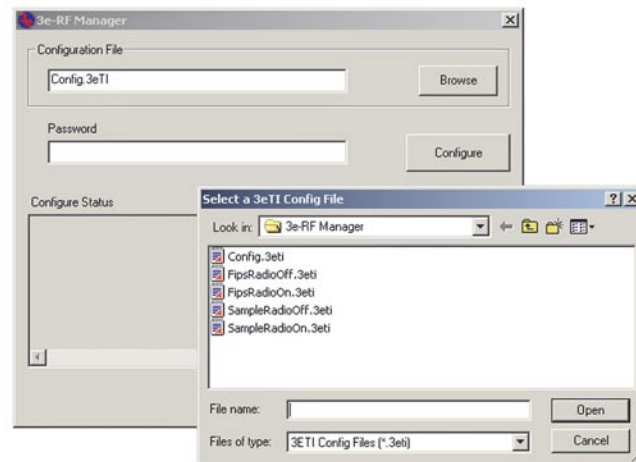 3e-RF Manager
Configuration File
Config.3eTI
Browse
Password
Configure
Configure Status
Select a 3eTI Config File
Look in: 3e-RF Manager
Config.3eti
FipsRadioOff.3eti
FipsRadioOn.3eti
SampleRadioOff.3eti
SampleRadioOn.3eti
File name:
Open
Files of type: 3ETI Config Files (*.3eti)
Cancel